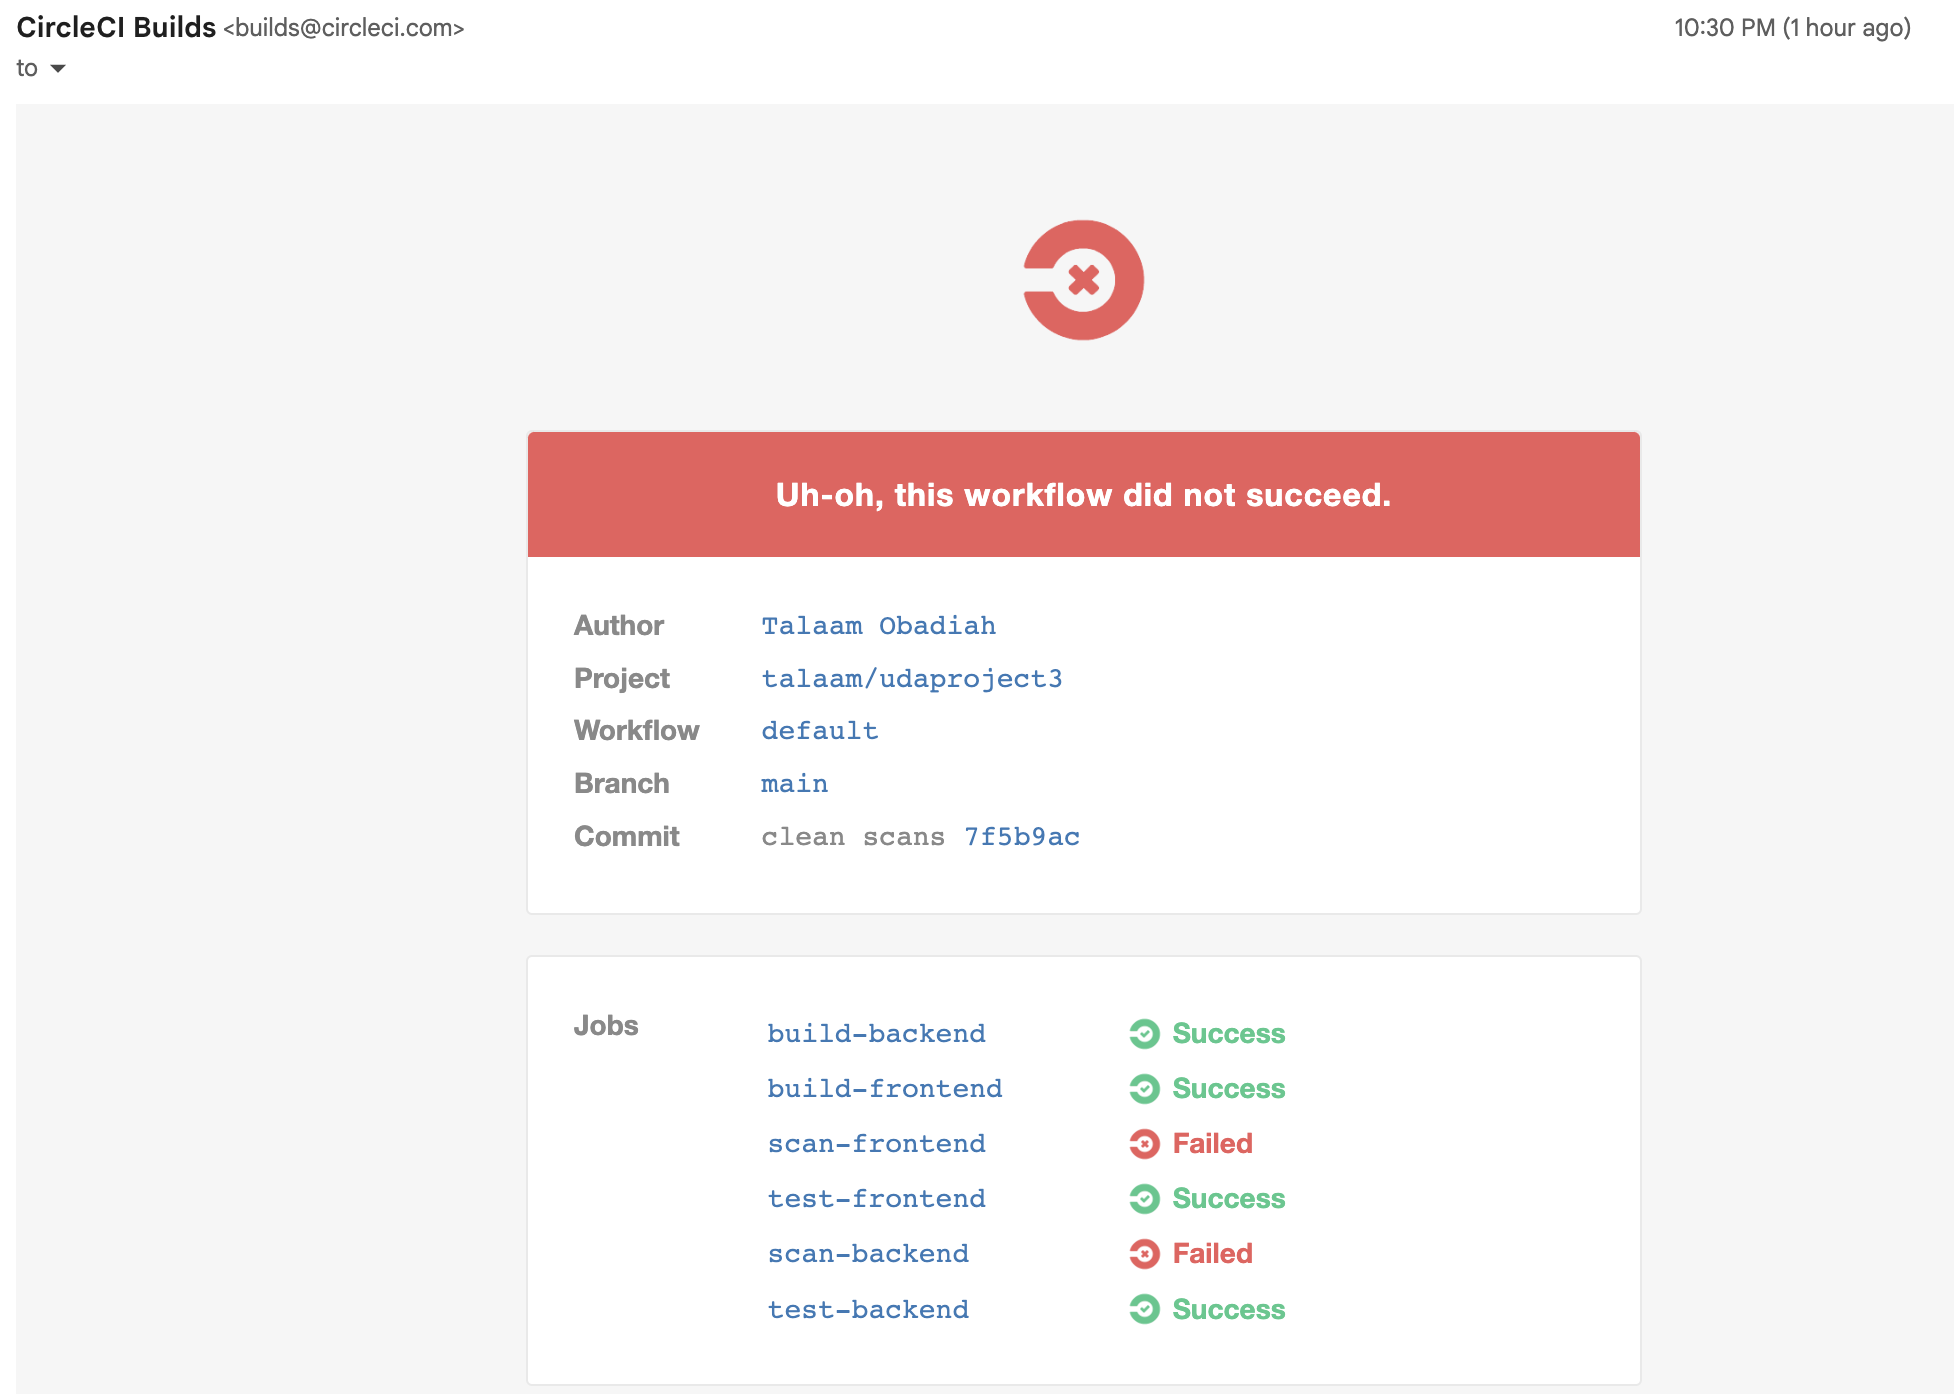 CircleCI Builds <builds@circleci.com> 10:30 PM (1 hour ago)
to
Uh-oh, this workflow did not succeed.
Author Talaam Obadiah
Project talaam/udaproject3
Workflow default
Branch main
Commit clean scans 7f5b9ac
Jobs build-backend Success
build-frontend Success
scan-frontend Failed
test-frontend Success
scan-backend Failed
test-backend Success